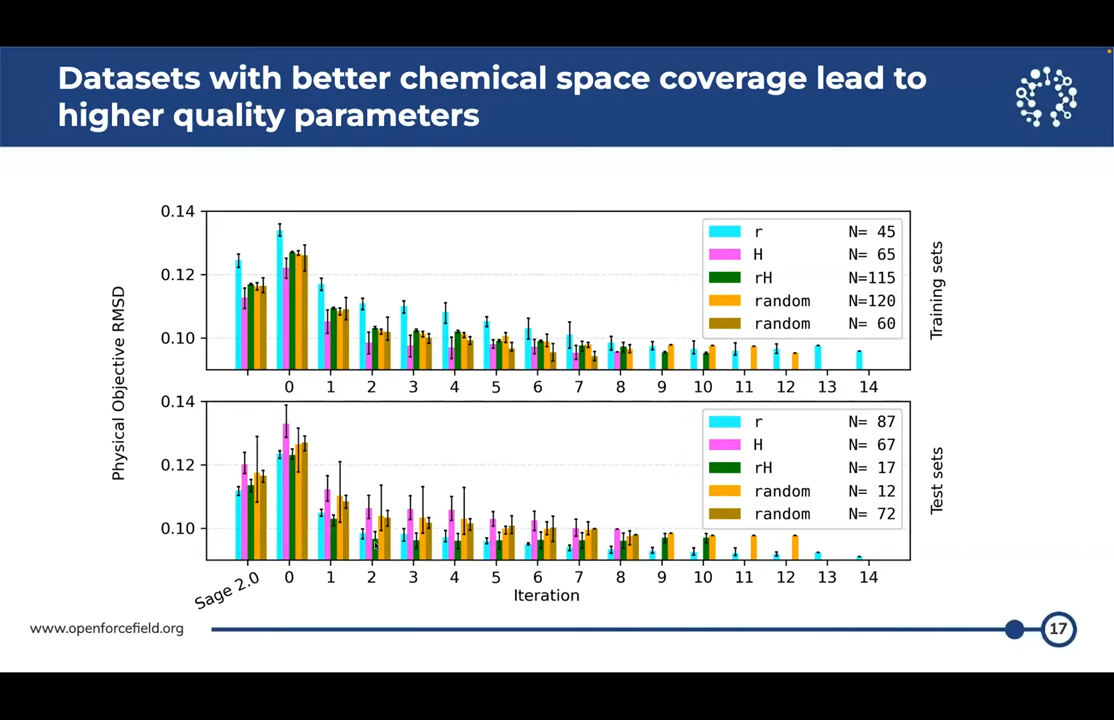 Datasets with better chemical space coverage lead to
higher quality parameters
Physical Objective RMSD
0.14
0.12
0.10
r N= 45
H N= 65
rH N=115
random N=120
random N= 60
Training sets
0 1 2 3 4 5 6 7 8 9 10 11 12 13 14
0.14
0.12
0.10
r N= 87
H N= 67
rH N= 17
random N= 12
random N= 72
Test sets
Sage 2.0 0 1 2 3 4 5 6 7 8 9 10 11 12 13 14
Iteration
www.openforcefield.org
17